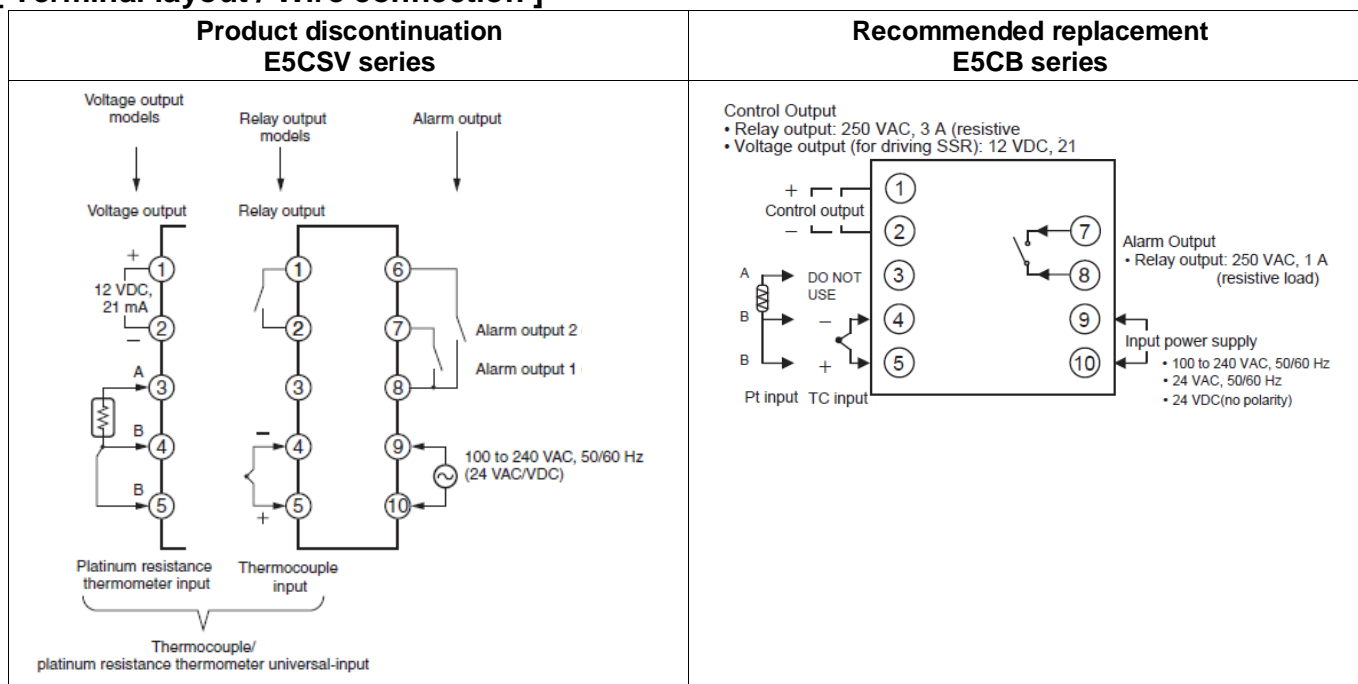 [ Terminal layout / Wire connection ]
Product discontinuation
E5CSV series
Recommended replacement
E5CB series
Voltage output
models
Relay output
models
Alarm output
Voltage output
Relay output
+
12 VDC,
21 mA
−
1
2
A
3
B
4
B
5
1
2
3
−
4
5
+
6
7
8
9
10
Alarm output 2
Alarm output 1
100 to 240 VAC, 50/60 Hz
(24 VAC/VDC)
Platinum resistance
thermometer input
Thermocouple
input
Thermocouple/
platinum resistance thermometer universal-input
Control Output
• Relay output: 250 VAC, 3 A (resistive
• Voltage output (for driving SSR): 12 VDC, 21
+
Control output
−
1
2
3
4
5
A
B
B
DO NOT
USE
−
+
Pt input
TC input
7
8
9
10
Alarm Output
• Relay output: 250 VAC, 1 A
(resistive load)
Input power supply
• 100 to 240 VAC, 50/60 Hz
• 24 VAC, 50/60 Hz
• 24 VDC(no polarity)